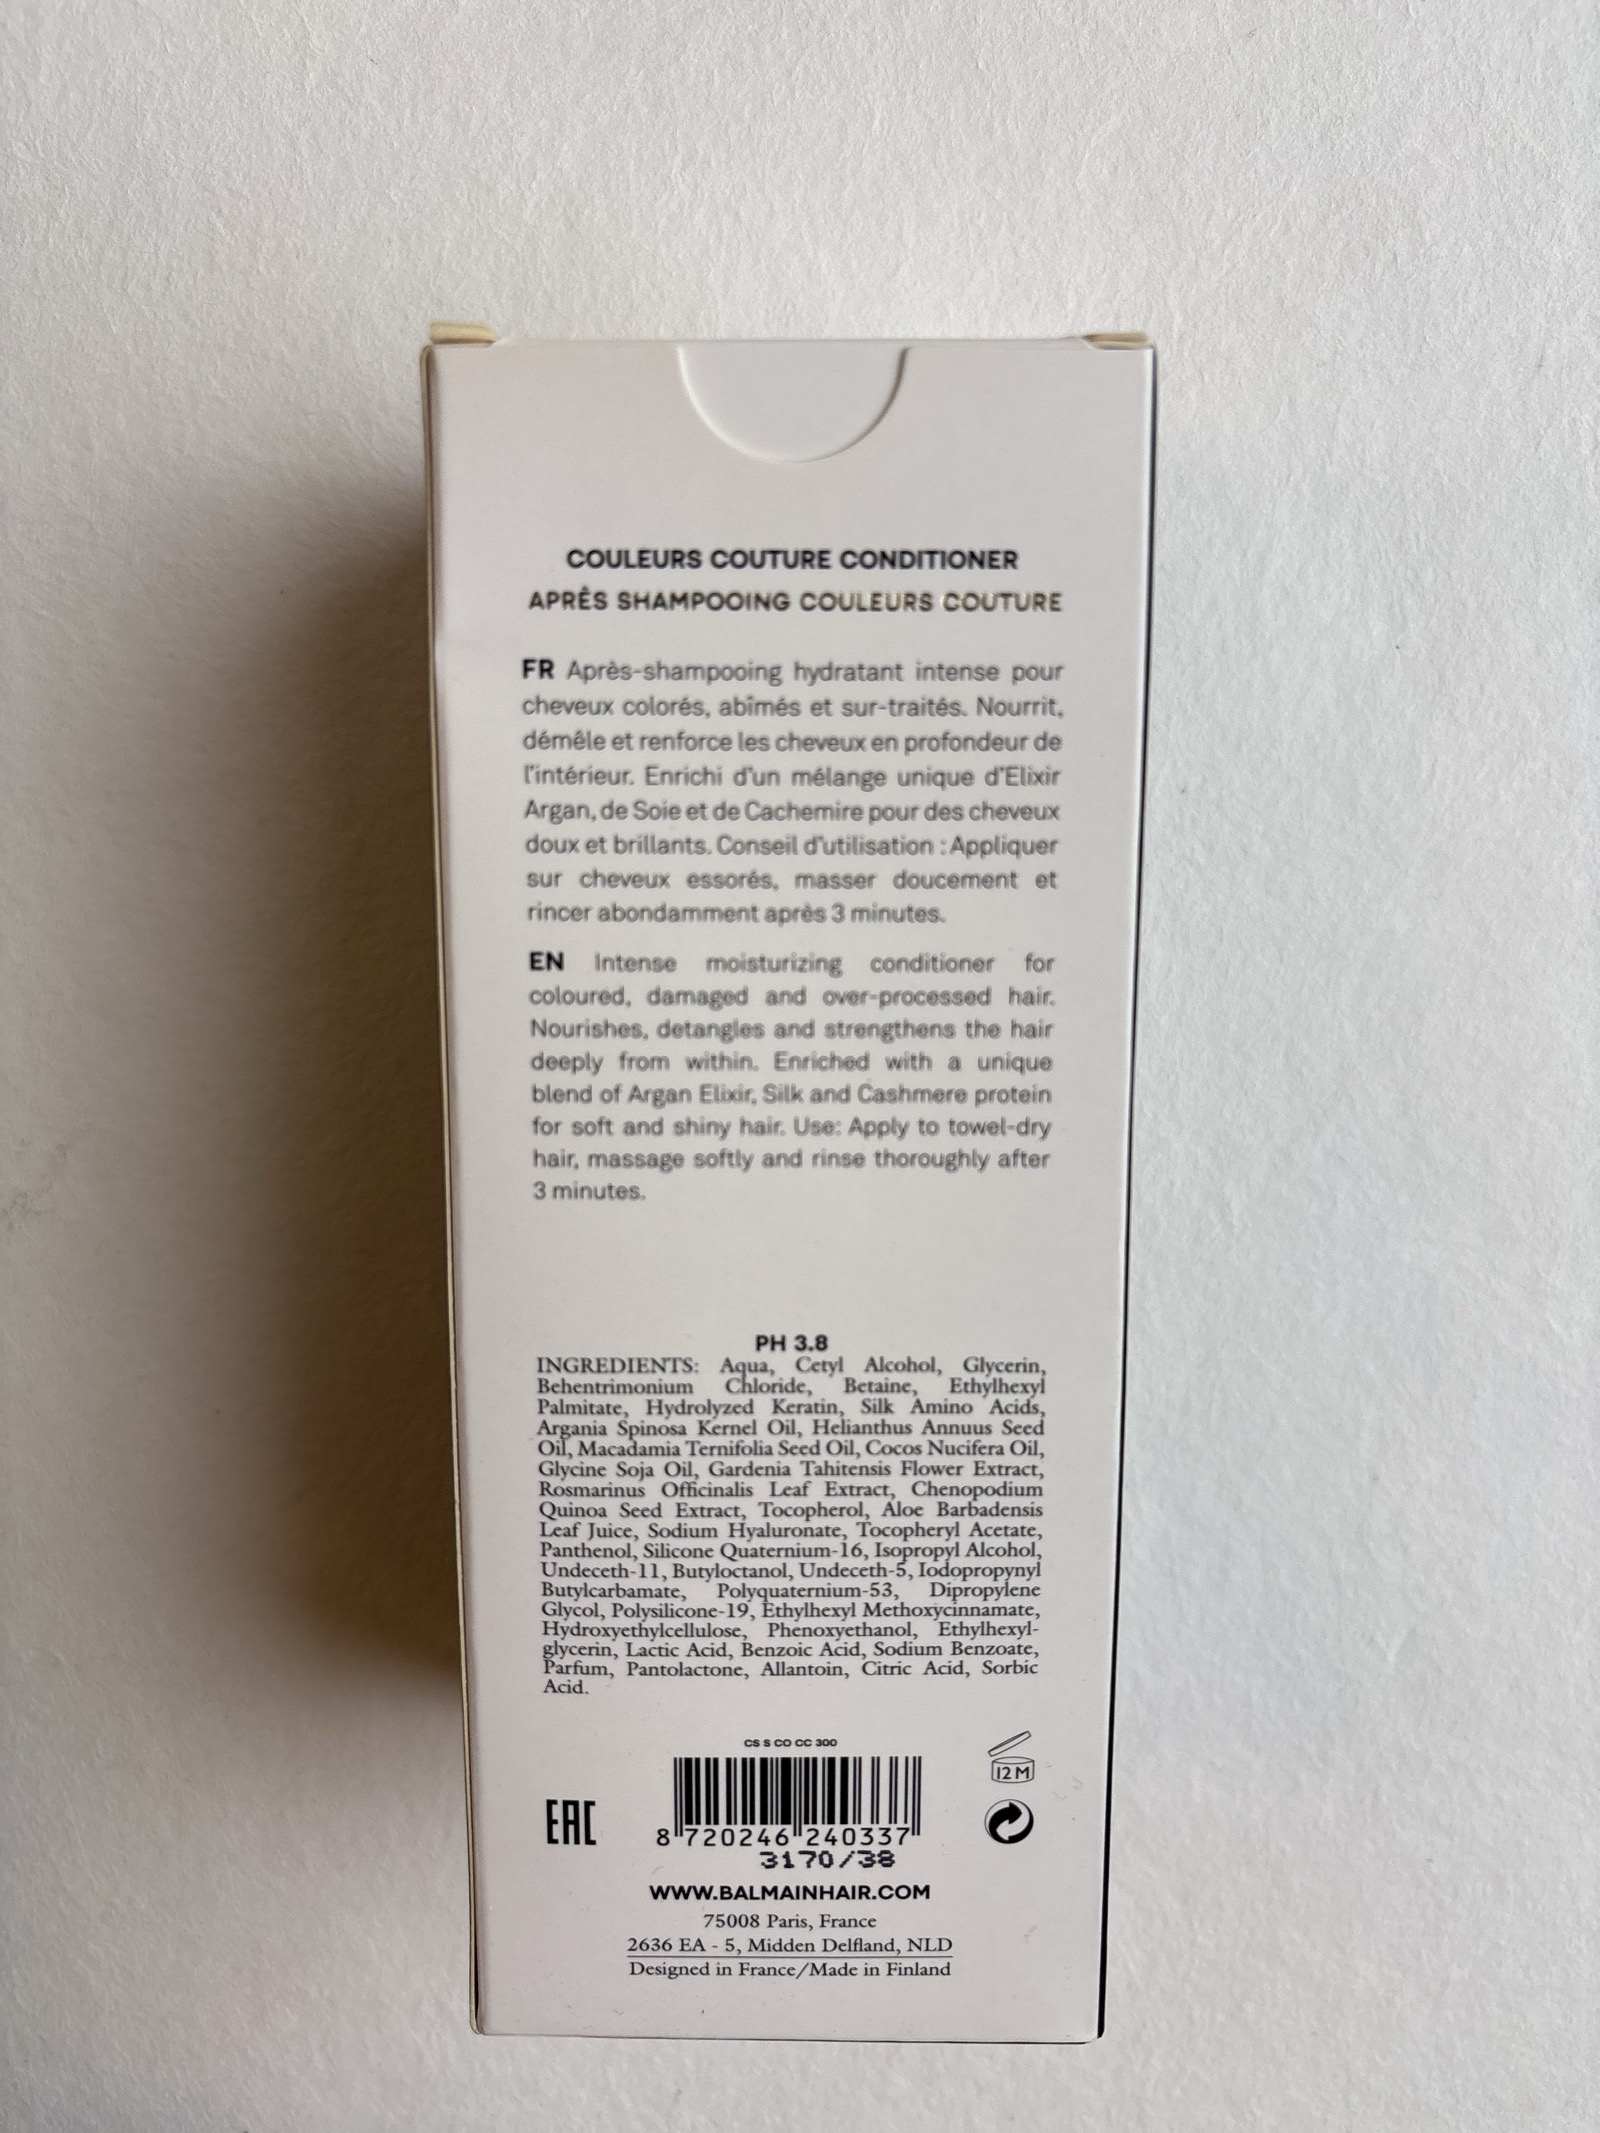 COULEURS COUTURE CONDITIONER
APRÈS SHAMPOOING COULEURS COUTURE
FR Après-shampooing hydratant intense pour
cheveux colorés, abîmés et sur-traités. Nourrit,
démêle et renforce les cheveux en profondeur de
l'intérieur. Enrichi d'un mélange unique d'Elixir
Argan, de Soie et de Cachemire pour des cheveux
doux et brillants. Conseil d'utilisation : Appliquer
sur cheveux essorés, masser doucement et
rincer abondamment après 3 minutes.
EN Intense moisturizing conditioner for
coloured, damaged and over-processed hair.
Nourishes, detangles and strengthens the hair
deeply from within. Enriched with a unique
blend of Argan Elixir, Silk and Cashmere protein
for soft and shiny hair. Use: Apply to towel-dry
hair, massage softly and rinse thoroughly after
3 minutes.
PH 3.8
INGREDIENTS: Aqua, Cetyl Alcohol, Glycerin,
Behentrimonium Chloride, Betaine, Ethylhexyl
Palmitate, Hydrolyzed Keratin, Silk Amino Acids,
Argania Spinosa Kernel Oil, Helianthus Annuus Seed
Oil, Macadamia Ternifolia Seed Oil, Cocos Nucifera Oil,
Glycine Soja Oil, Gardenia Tahitensis Flower Extract,
Rosmarinus Officinalis Leaf Extract, Chenopodium
Quinoa Seed Extract, Tocopherol, Aloe Barbadensis
Leaf Juice, Sodium Hyaluronate, Tocopheryl Acetate,
Panthenol, Silicone Quaternium-16, Isopropyl Alcohol,
Undeceth-11, Butyloctanol, Undeceth-5, Iodopropynyl
Butylcarbamate, Polyquaternium-53, Dipropylene
Glycol, Polysilicone-19, Ethylhexyl Methoxycinnamate,
Hydroxyethylcellulose, Phenoxyethanol, Ethylhexyl-
glycerin, Lactic Acid, Benzoic Acid, Sodium Benzoate,
Parfum, Pantolactone, Allantoin, Citric Acid, Sorbic
Acid.
CS S CO CC 300
12 M
EAC
8 720246 240337
3170/38
WWW.BALMAINHAIR.COM
75008 Paris, France
2636 EA - 5, Midden Delfland, NLD
Designed in France/Made in Finland